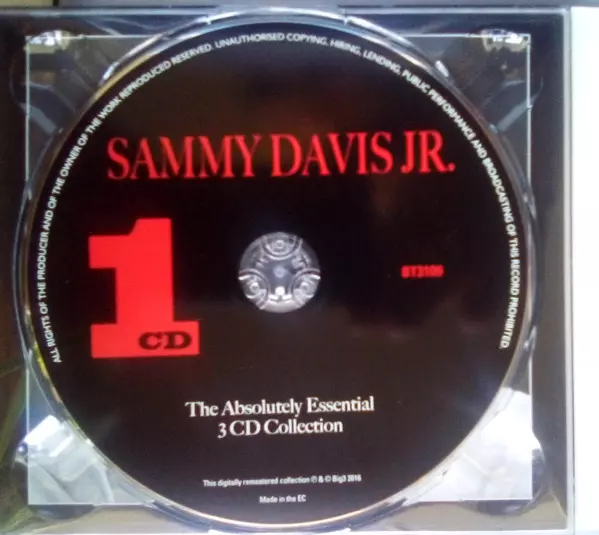 ALL RIGHTS OF THE PRODUCER AND OF THE OWNER OF THE WORK REPRODUCED RESERVED. UNAUTHORISED COPYING, HIRING, LENDING, PUBLIC PERFORMANCE AND BROADCASTING OF THIS RECORD PROHIBITED.
SAMMY DAVIS JR.
1
CD
BT3109
The Absolutely Essential
3 CD Collection
This digitally remastered collection ℗ & © Big3 2016
Made in the EC